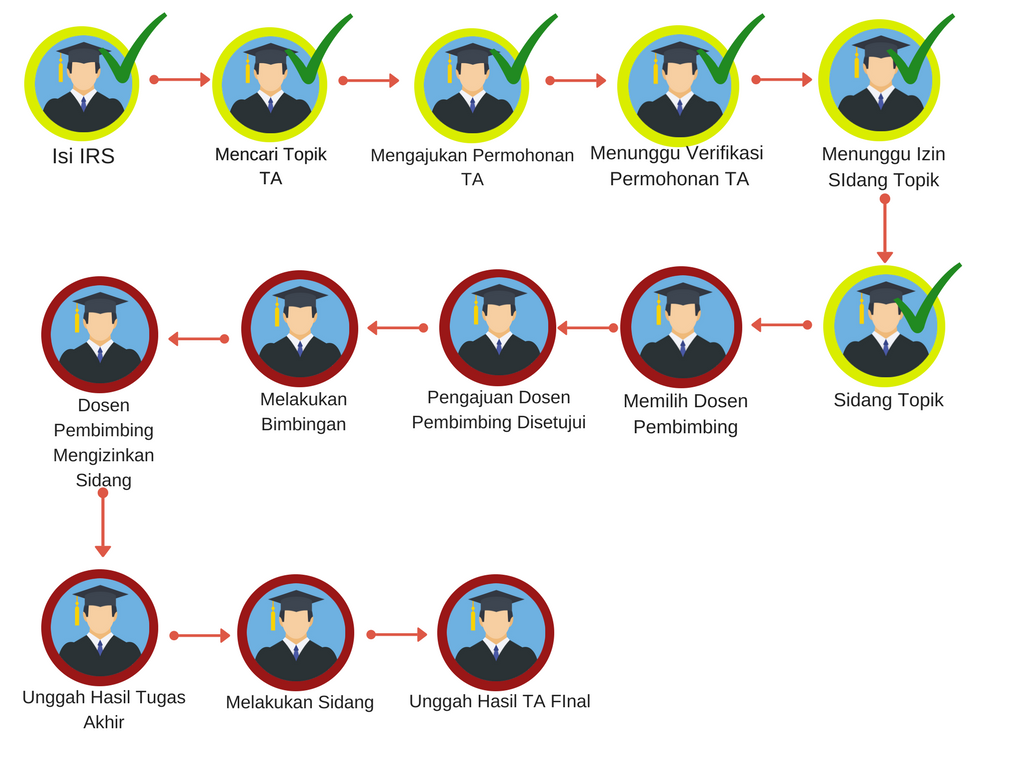 Isi IRS
Mencari Topik
TA
Mengajukan Permohonan
TA
Menunggu Verifikasi
Permohonan TA
Menunggu Izin
SIdang Topik
Sidang Topik
Memilih Dosen
Pembimbing
Pengajuan Dosen
Pembimbing Disetujui
Melakukan
Bimbingan
Dosen
Pembimbing
Mengizinkan
Sidang
Unggah Hasil Tugas
Akhir
Melakukan Sidang
Unggah Hasil TA FInal